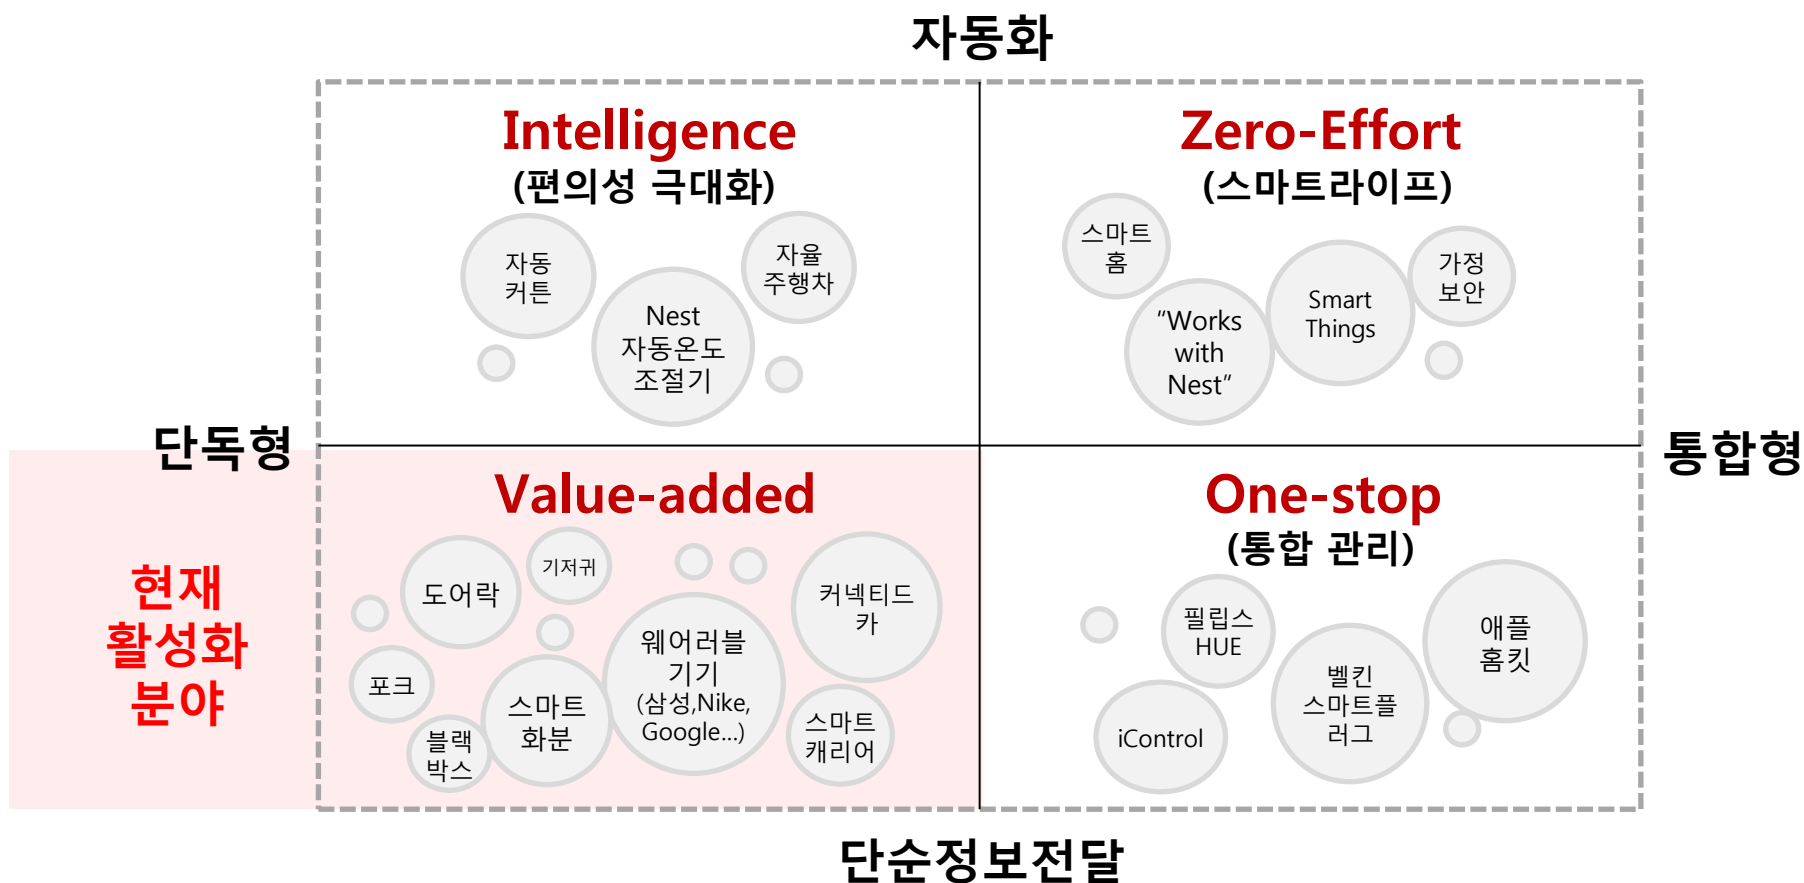 자동화
Intelligence
(편의성 극대화)
자동
커튼
Nest
자동온도
조절기
자율
주행차
Zero-Effort
(스마트라이프)
스마트
홈
“Works
with
Nest”
Smart
Things
가정
보안
단독형
통합형
현재
활성화
분야
Value-added
도어락
기저귀
포크
블랙
박스
스마트
화분
웨어러블
기기
(삼성,Nike,
Google...)
커넥티드
카
스마트
캐리어
One-stop
(통합 관리)
필립스
HUE
iControl
벨킨
스마트플
러그
애플
홈킷
단순정보전달